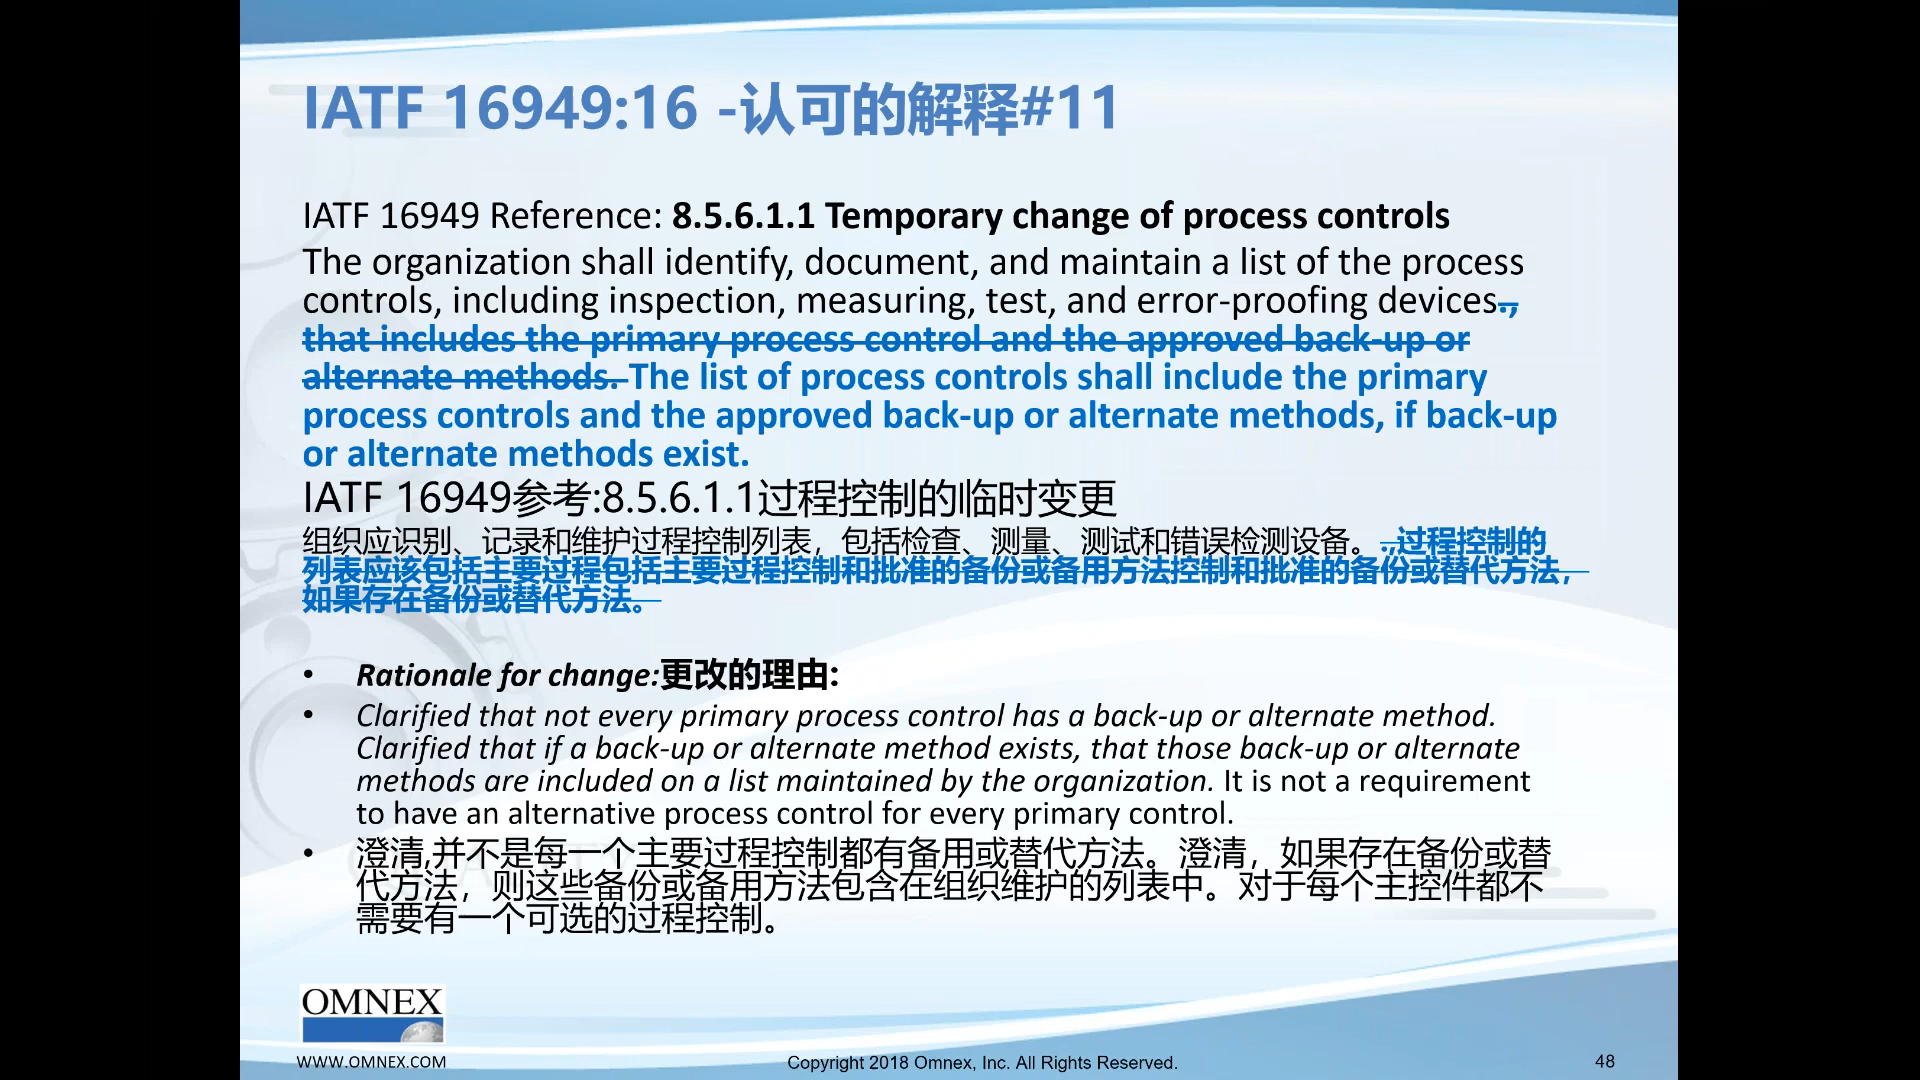 IATF 16949:16 -认可的解释#11
IATF 16949 Reference: 8.5.6.1.1 Temporary change of process controls
The organization shall identify, document, and maintain a list of the process
controls, including inspection, measuring, test, and error-proofing devices.,
that includes the primary process control and the approved back-up or
alternate methods. The list of process controls shall include the primary
process controls and the approved back-up or alternate methods, if back-up
or alternate methods exist.
IATF 16949参考:8.5.6.1.1过程控制的临时变更
组织应识别、记录和维护过程控制列表，包括检查、测量、测试和错误检测设备。.,过程控制的
列表应该包括主要过程包括主要过程控制和批准的备份或备用方法控制和批准的备份或替代方法，
如果存在备份或替代方法。
• Rationale for change:更改的理由:
• Clarified that not every primary process control has a back-up or alternate method.
Clarified that if a back-up or alternate method exists, that those back-up or alternate
methods are included on a list maintained by the organization. It is not a requirement
to have an alternative process control for every primary control.
• 澄清,并不是每一个主要过程控制都有备用或替代方法。澄清，如果存在备份或替
代方法，则这些备份或备用方法包含在组织维护的列表中。对于每个主控件都不
需要有一个可选的过程控制。
OMNEX
WWW.OMNEX.COM
Copyright 2018 Omnex, Inc. All Rights Reserved.
48